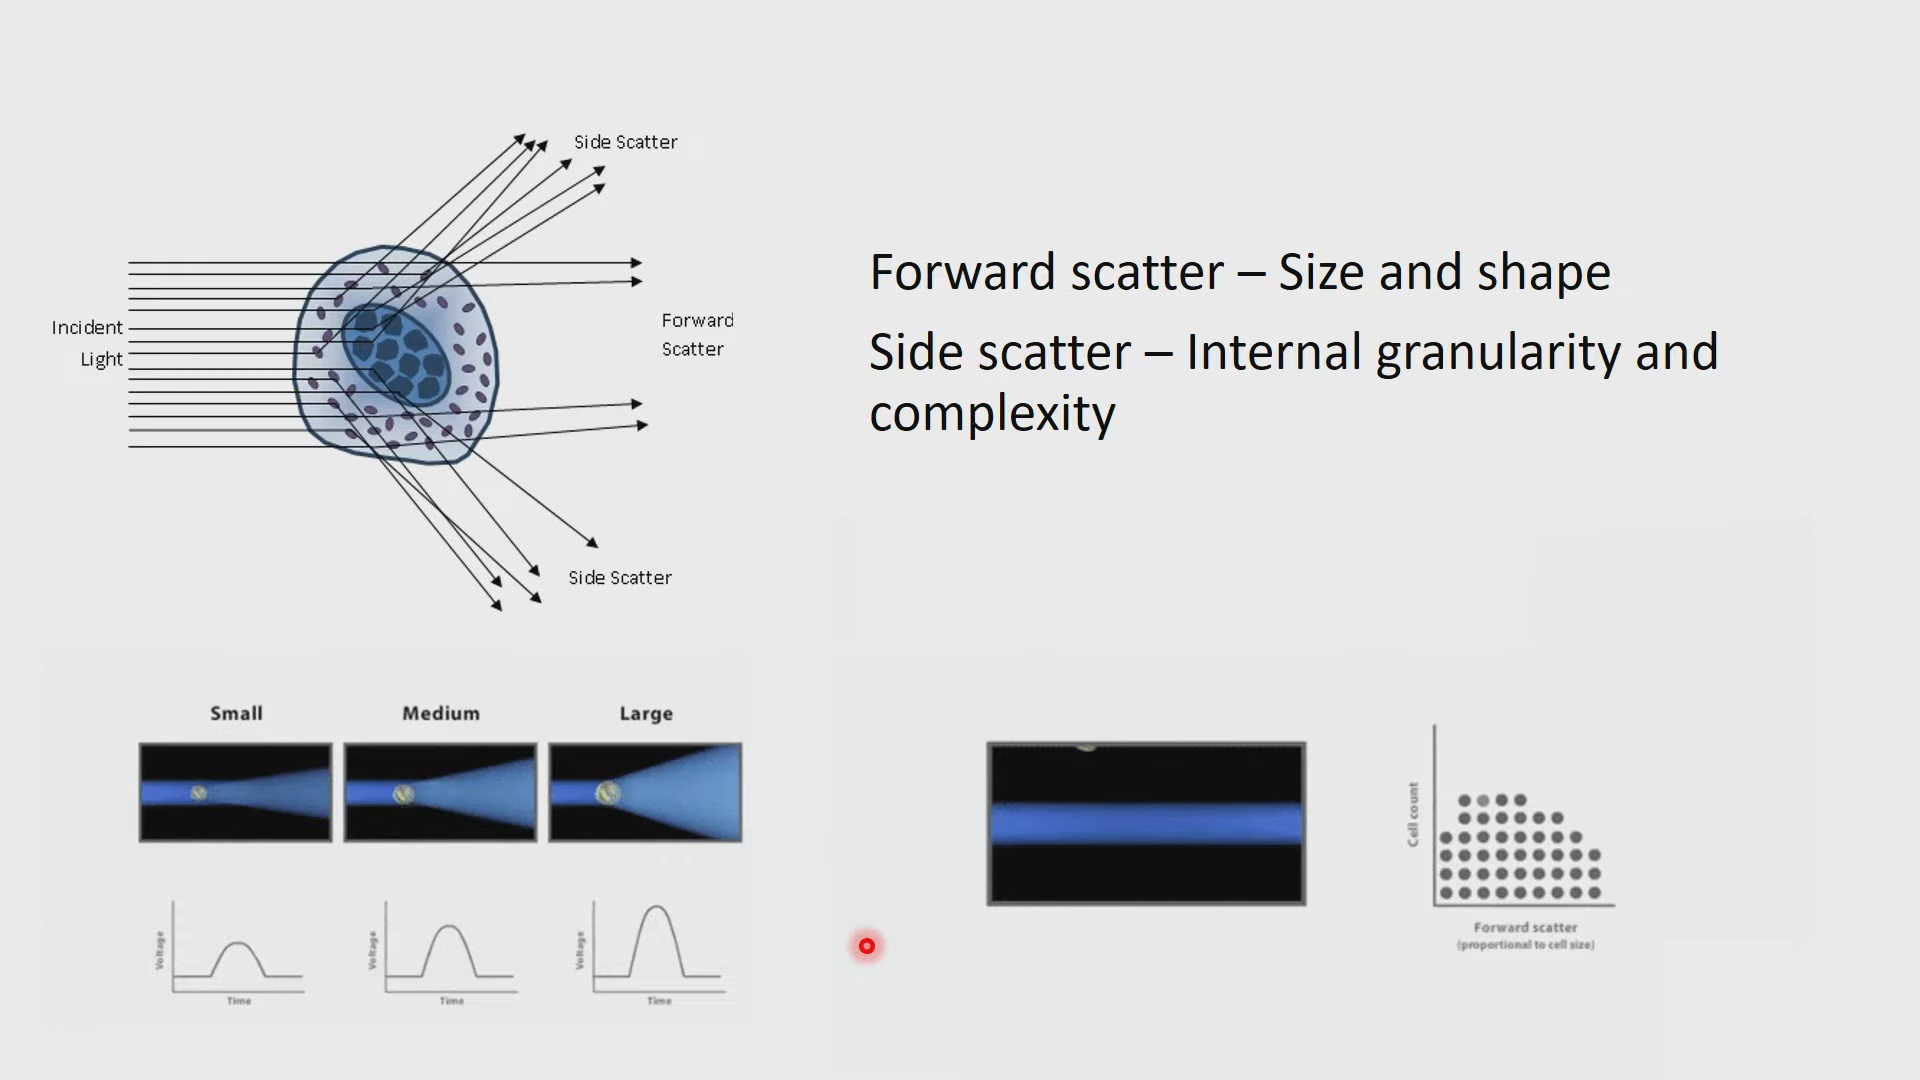 Side Scatter
Incident
Light
Forward
Scatter
Side Scatter
Forward scatter – Size and shape
Side scatter – Internal granularity and
complexity
Small Medium Large
Voltage Voltage Voltage
Time Time Time
Cell count
Forward scatter
(proportional to cell size)